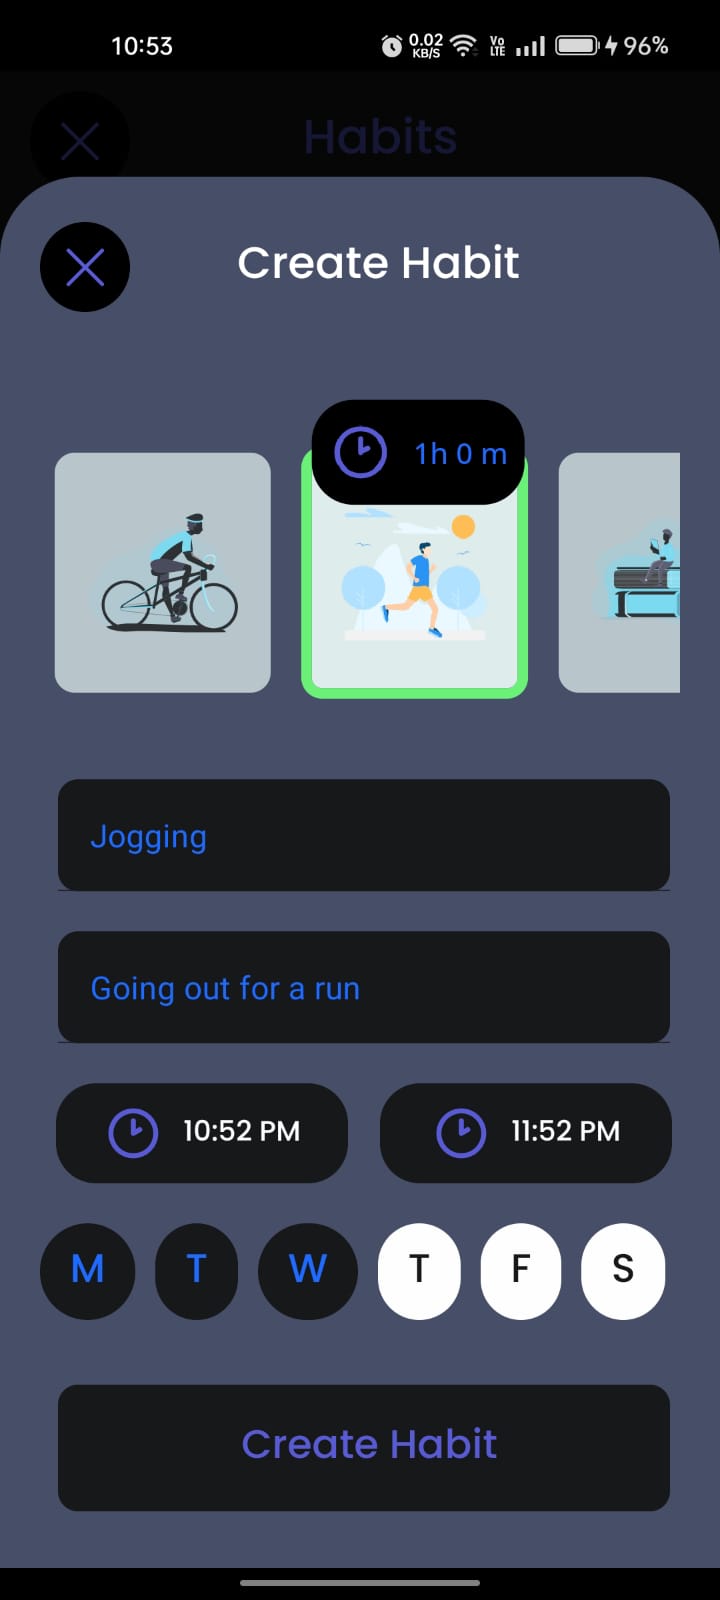 10:53 0.02 KB/S Vo LTE 96%
Habits
Create Habit
1h 0 m
Jogging
Going out for a run
10:52 PM 11:52 PM
M T W T F S
Create Habit